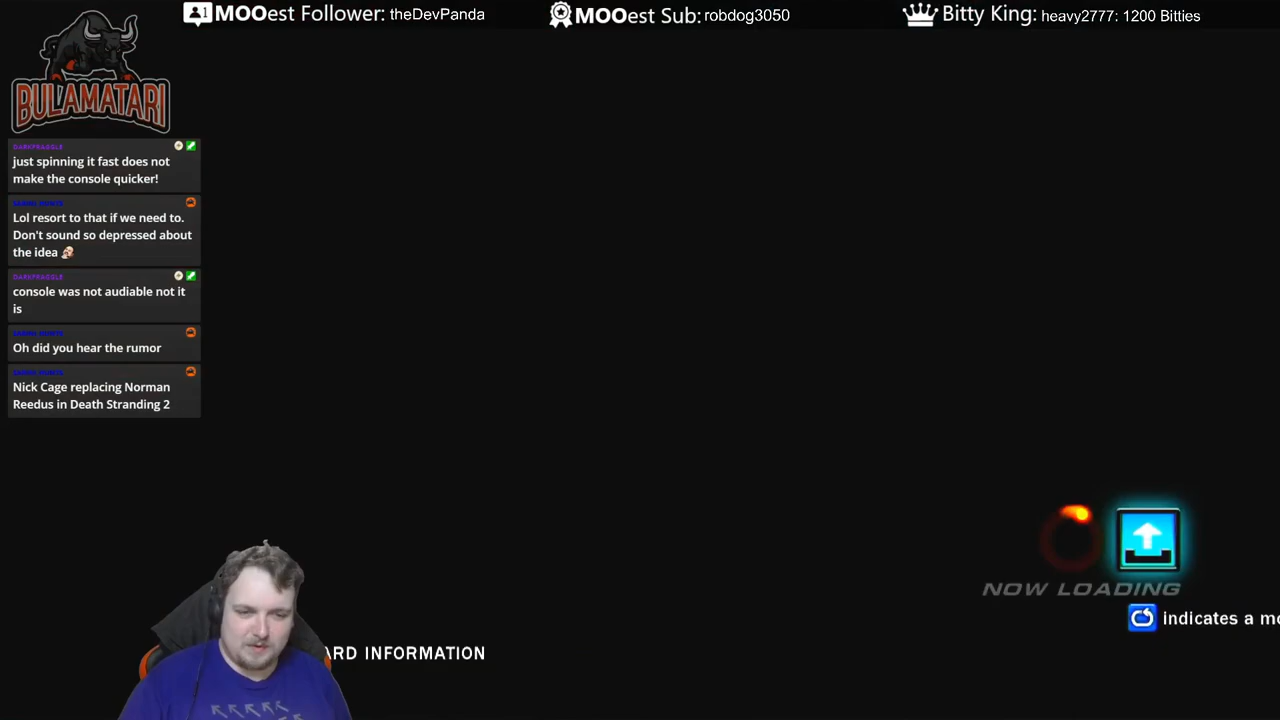 MOOest Follower: theDevPanda
MOOest Sub: robdog3050
Bitty King: heavy2777: 1200 Bitties
BULAMATARI
DARKFRAGGLE
just spinning it fast does not
make the console quicker!
Lol resort to that if we need to.
Don't sound so depressed about
the idea
DARKFRAGGLE
console was not audiable not it
is
Oh did you hear the rumor
Nick Cage replacing Norman
Reedus in Death Stranding 2
NOW LOADING
indicates a
ARD INFORMATION